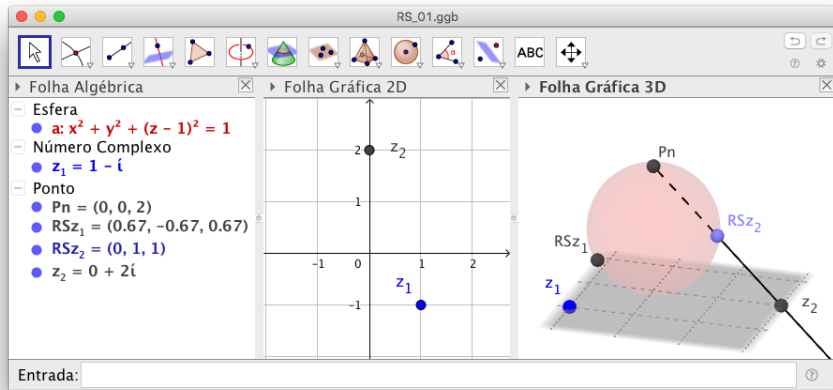 RS_01.ggb
ABC
Folha Algébrica
Esfera
a: x² + y² + (z – 1)² = 1
Número Complexo
z₁ = 1 – ί
Ponto
Pn = (0, 0, 2)
RSz₁ = (0.67, -0.67, 0.67)
RSz₂ = (0, 1, 1)
z₂ = 0 + 2ί
Folha Gráfica 2D
2
z₂
1
–1
0
1
2
z₁
–1
Folha Gráfica 3D
Pn
RSz₂
RSz₁
z₁
z₂
Entrada: